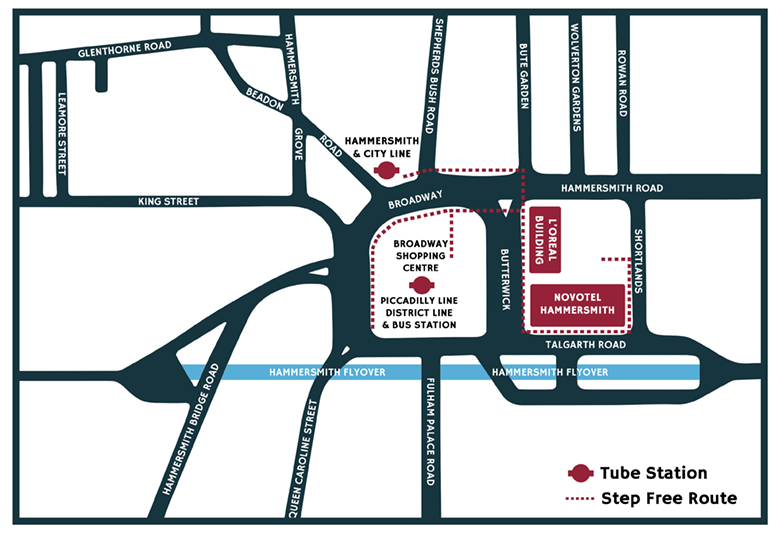 GLENTHORNE ROAD
HAMMERSMITH
GROVE
SHEPHERDS BUSH ROAD
BUTE GARDEN
WOLVERTON GARDENS
ROWAN ROAD
LEAMORE STREET
BEADON
ROAD
HAMMERSMITH
& CITY LINE
KING STREET
BROADWAY
HAMMERSMITH ROAD
L'OREAL
BUILDING
SHORTLANDS
BROADWAY
SHOPPING
CENTRE
BUTTERWICK
PICCADILLY LINE
DISTRICT LINE
& BUS STATION
NOVOTEL
HAMMERSMITH
TALGARTH ROAD
HAMMERSMITH FLYOVER
HAMMERSMITH FLYOVER
HAMMERSMITH BRIDGE ROAD
QUEEN CAROLINE STREET
FULHAM PALACE ROAD
Tube Station
Step Free Route